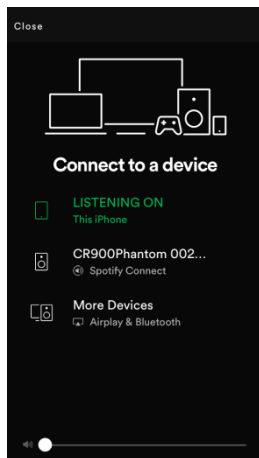 Close
Connect to a device
LISTENING ON
This iPhone
CR900Phantom 002...
Spotify Connect
More Devices
Airplay & Bluetooth